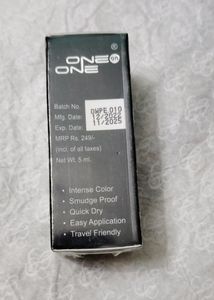 ONE on ®
ONE
Batch No. OWPE 010
Mfg. Date: 12/2022
Exp. Date: 11/2025
MRP Rs. 249/-
(incl. of all taxes)
Net Wt. 5 ml.
• Intense Color
• Smudge Proof
• Quick Dry
• Easy Application
• Travel Friendly